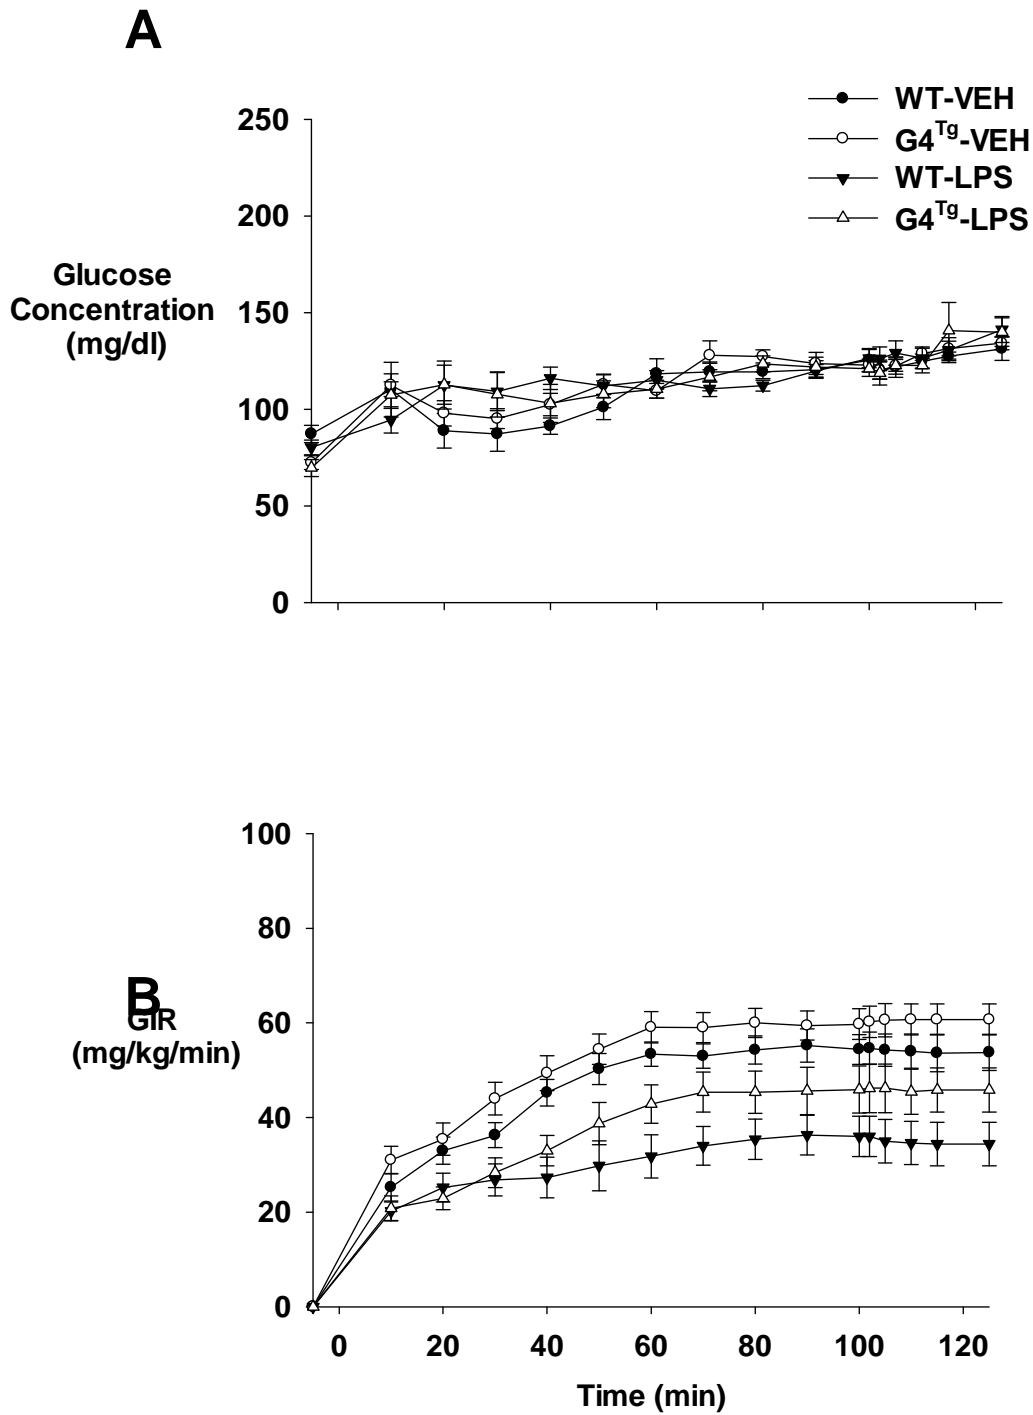 A
WT-VEH
G4Tg-VEH
WT-LPS
G4Tg-LPS
250
200
150
100
50
0
Glucose
Concentration
(mg/dl)
100
80
60
40
20
0
B
GIR
(mg/kg/min)
0 20 40 60 80 100 120
Time (min)